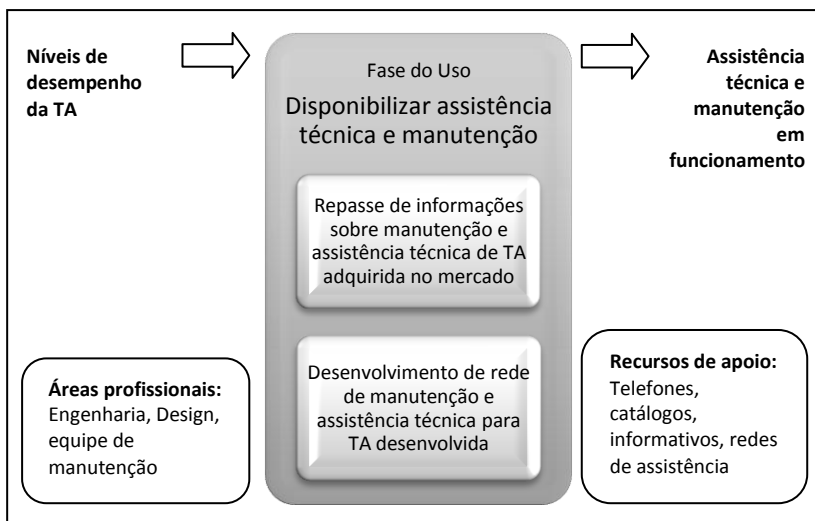 Níveis de
desempenho
da TA
Fase do Uso
Disponibilizar assistência
técnica e manutenção
Repasse de informações
sobre manutenção e
assistência técnica de TA
adquirida no mercado
Desenvolvimento de rede
de manutenção e
assistência técnica para
TA desenvolvida
Assistência
técnica e
manutenção
em
funcionamento
Áreas profissionais:
Engenharia, Design,
equipe de
manutenção
Recursos de apoio:
Telefones,
catálogos,
informativos, redes
de assistência